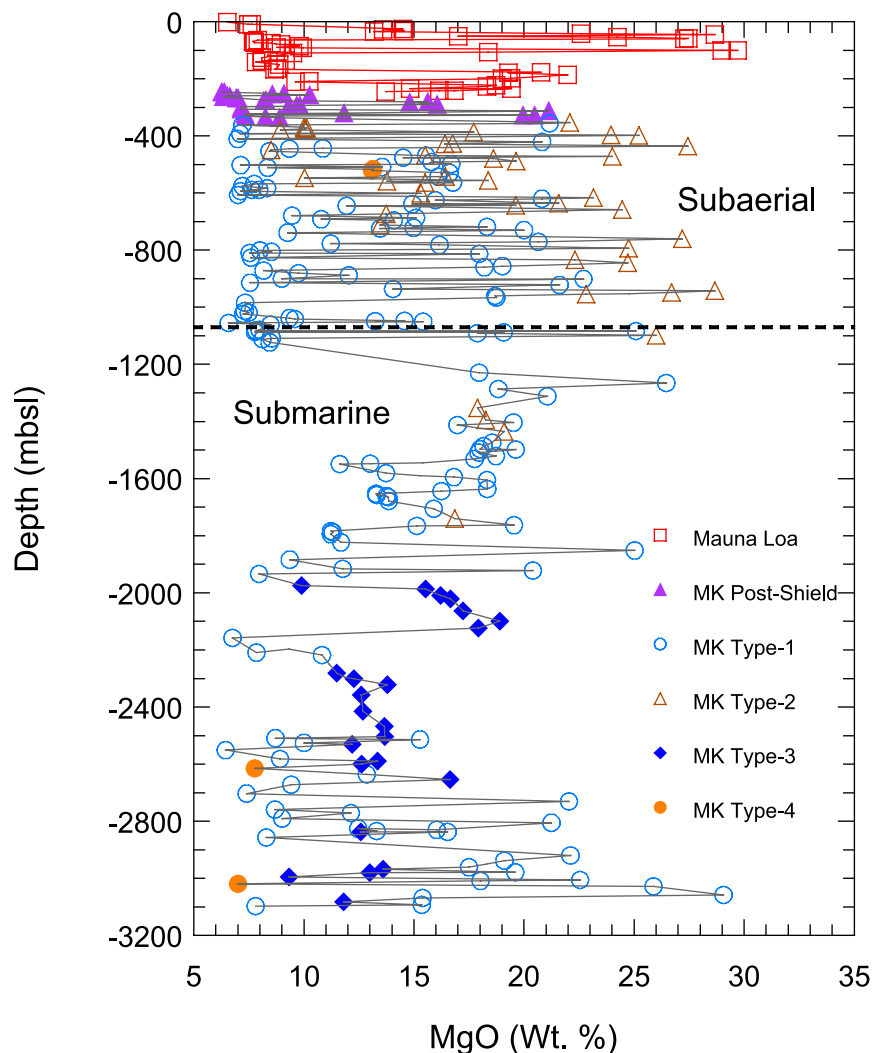 0
-400
-800
-1200
-1600
-2000
-2400
-2800
-3200
Depth (mbsl)
Subaerial
Submarine
Mauna Loa
MK Post-Shield
MK Type-1
MK Type-2
MK Type-3
MK Type-4
5 10 15 20 25 30 35
MgO (Wt. %)